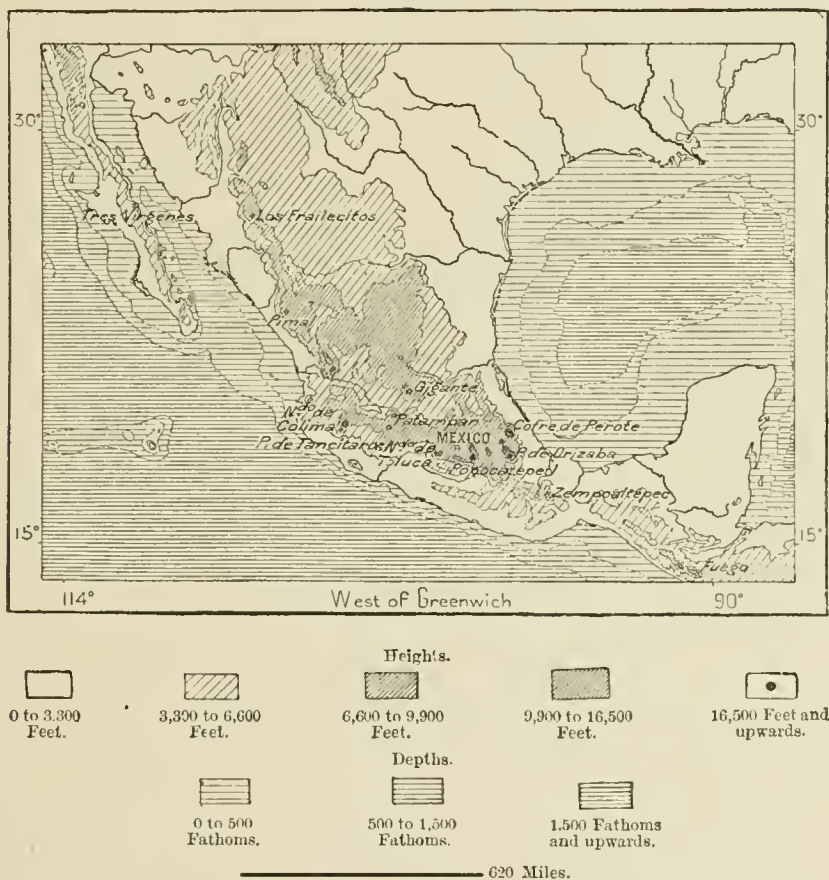 30°
30°
Tres Virgenes
Los Frailecitos
Pima
Gigante
Nᵈᵒ de
Colima
Patamban
Cofre de Perote
MEXICO
P. de Tancitaro
Nᵈᵒ de
P. de Orizaba
Toluca
Popocatepetl
Zempoaltepec
15°
15°
Fuego
114°
West of Greenwich
90°
Heights.
0 to 3.300
Feet.
3,300 to 6,600
Feet.
6,600 to 9,900
Feet.
9,900 to 16,500
Feet.
16,500 Feet and
upwards.
Depths.
0 to 500
Fathoms.
500 to 1,500
Fathoms.
1.500 Fathoms
and upwards.
620 Miles.